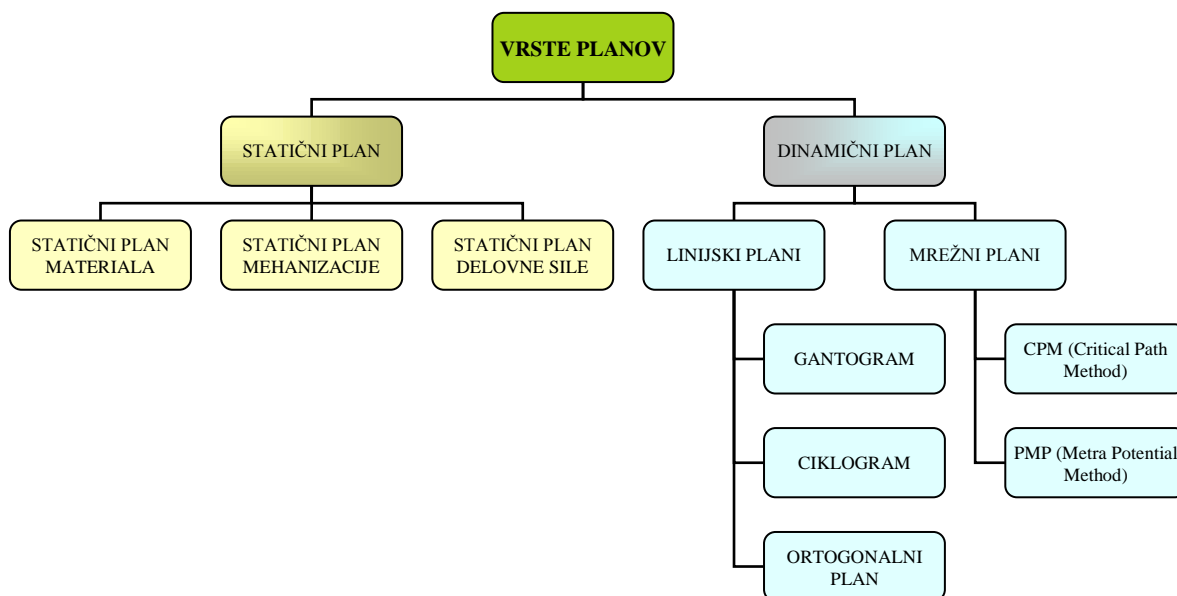 VRSTE PLANOV
STATIČNI PLAN
DINAMIČNI PLAN
STATIČNI PLAN
MATERIALA
STATIČNI PLAN
MEHANIZACIJE
STATIČNI PLAN
DELOVNE SILE
LINIJSKI PLANI
MREŽNI PLANI
GANTOGRAM
CIKLOGRAM
ORTOGONALNI
PLAN
CPM (Critical Path
Method)
PMP (Metra Potential
Method)